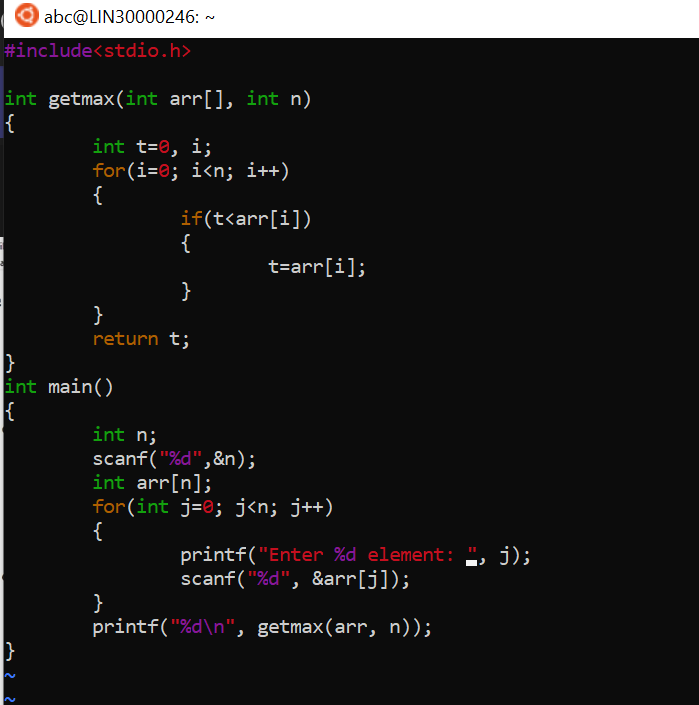 abc@LIN30000246: ~
#include<stdio.h>

int getmax(int arr[], int n)
{
        int t=0, i;
        for(i=0; i<n; i++)
        {
                if(t<arr[i])
                {
                        t=arr[i];
                }
        }
        return t;
}
int main()
{
        int n;
        scanf("%d",&n);
        int arr[n];
        for(int j=0; j<n; j++)
        {
                printf("Enter %d element: ", j);
                scanf("%d", &arr[j]);
        }
        printf("%d\n", getmax(arr, n));
}
~
~